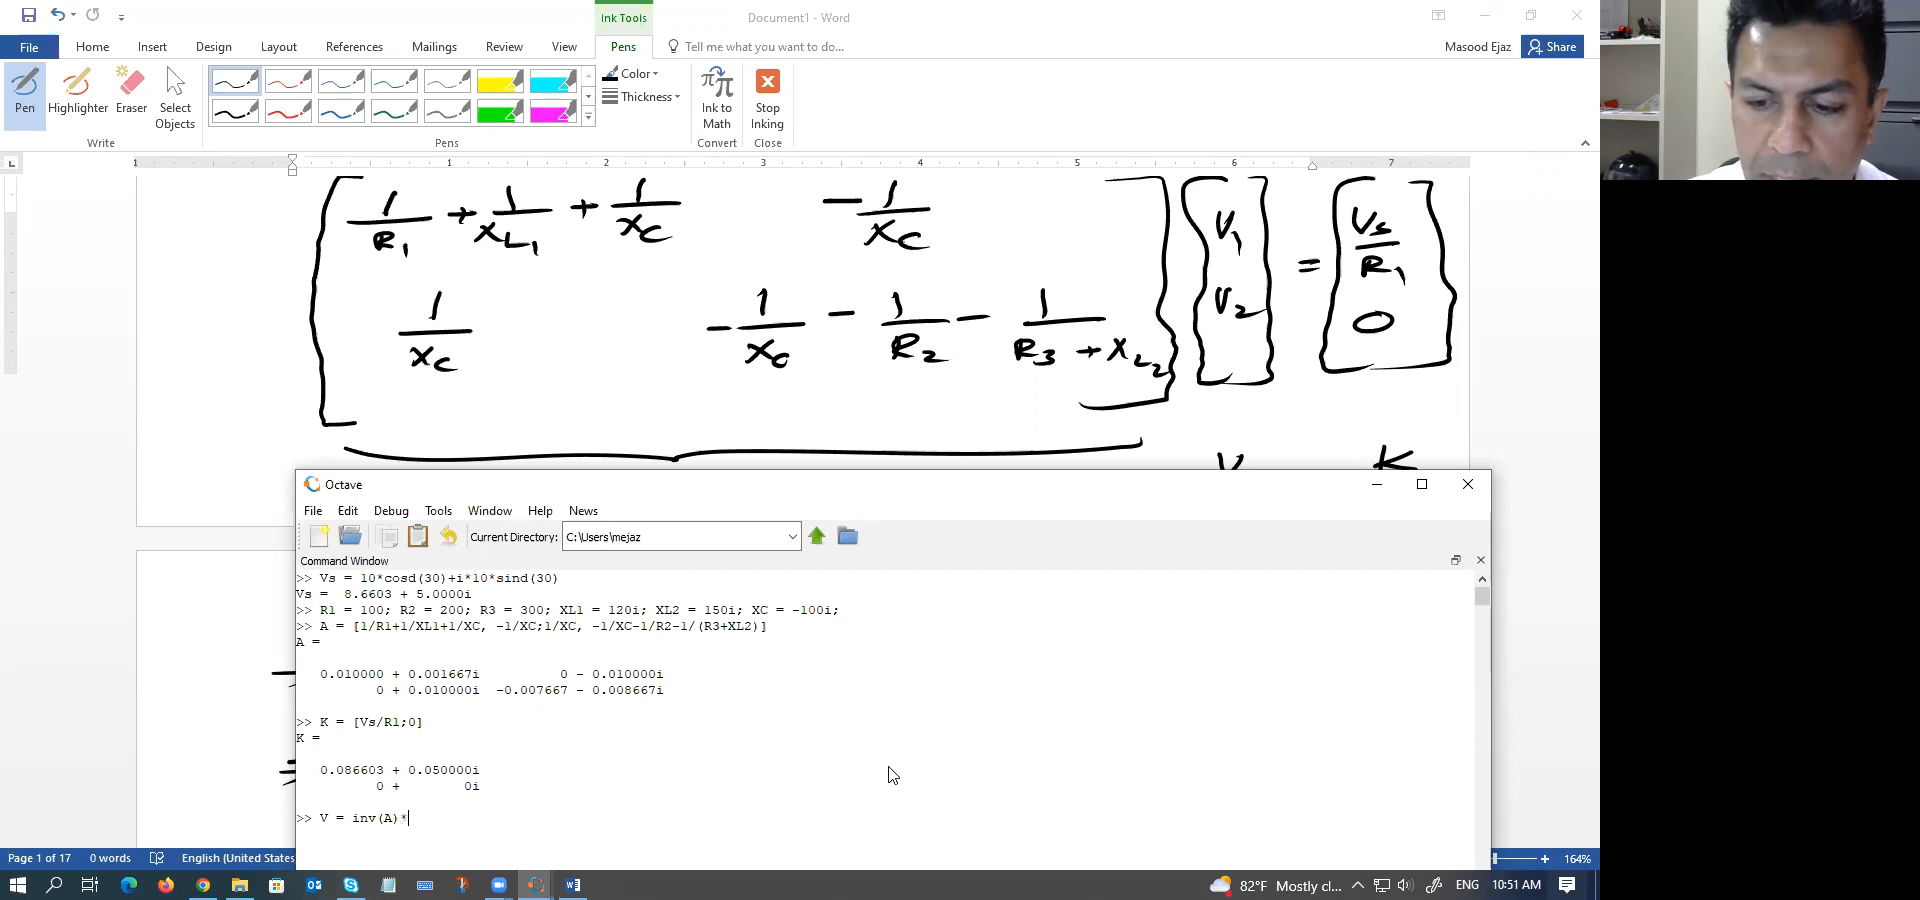 Ink Tools
Document1 - Word
File Home Insert Design Layout References Mailings Review View Pens Tell me what you want to do... Masood Ejaz Share
Pen Highlighter Eraser Select Objects
Color
Thickness
Ink to Math
Stop Inking
Write Pens Convert Close
1 1 2 3 4 5 6 7
1/R1 + 1/XL1 + 1/XC - 1/XC V1 = Vs/R1
1/XC - 1/XC - 1/R2 - 1/R3 + XL2 V2 0
V K
Octave
File Edit Debug Tools Window Help News
Current Directory: C:\Users\mejaz
Command Window
>> Vs = 10*cosd(30)+i*10*sind(30)
Vs = 8.6603 + 5.0000i
>> R1 = 100; R2 = 200; R3 = 300; XL1 = 120i; XL2 = 150i; XC = -100i;
>> A = [1/R1+1/XL1+1/XC, -1/XC;1/XC, -1/XC-1/R2-1/(R3+XL2)]
A =
0.010000 + 0.001667i 0 - 0.010000i
0 + 0.010000i -0.007667 - 0.008667i
>> K = [Vs/R1;0]
K =
0.086603 + 0.050000i
0 + 0i
>> V = inv(A)*
Page 1 of 17 0 words English (United States 164%
82°F Mostly cl... ENG 10:51 AM